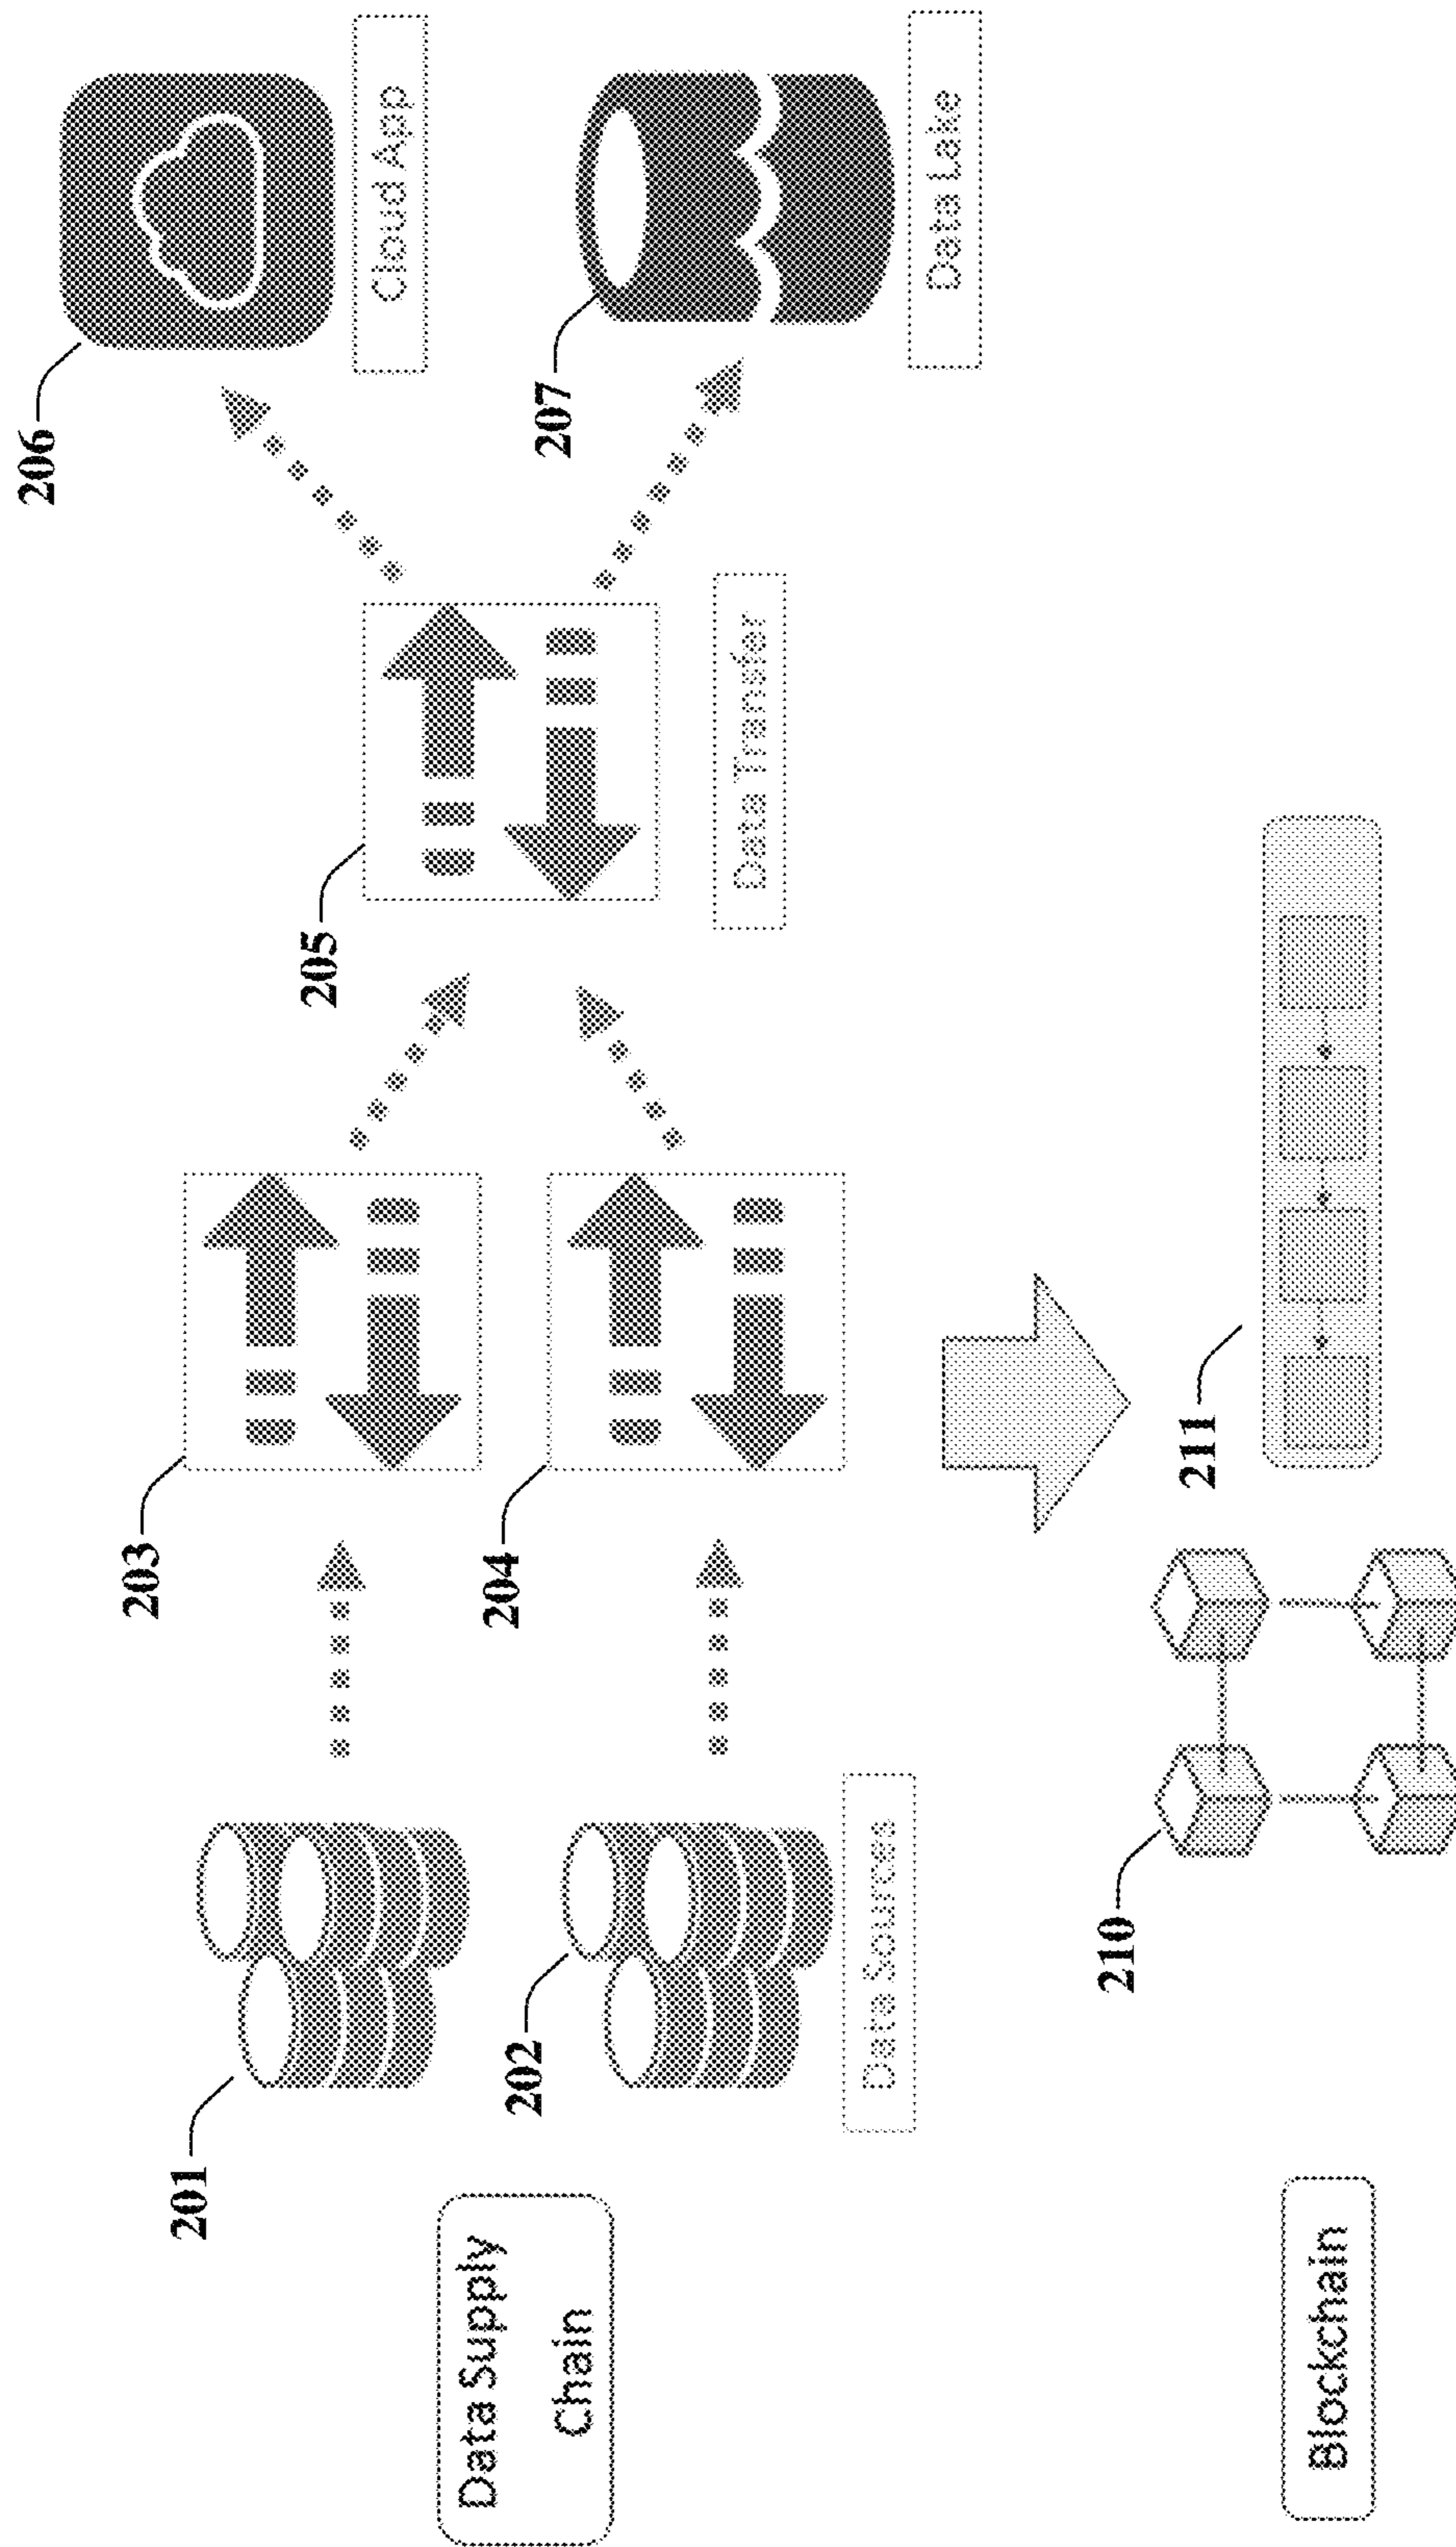 206
Cloud App
207
Data Lake
205
Data Transfer
203
204
201
202
Data Sources
Data Supply
Chain
211
210
Blockchain